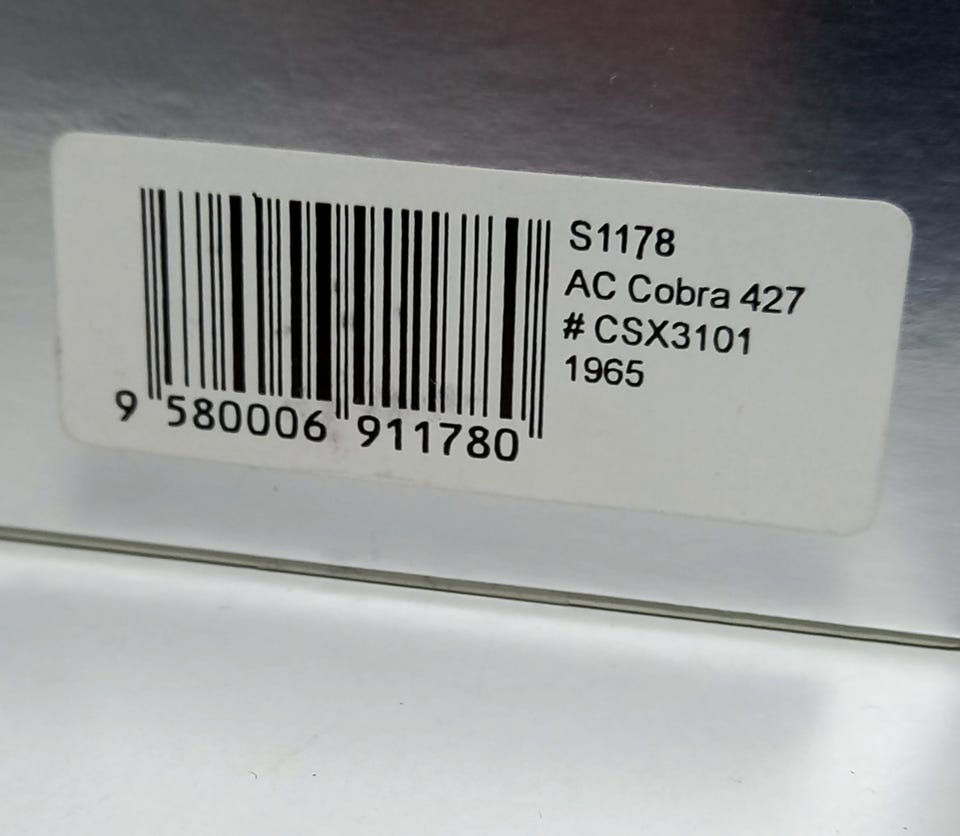 S1178
AC Cobra 427
# CSX3101
1965
9 580006 911780